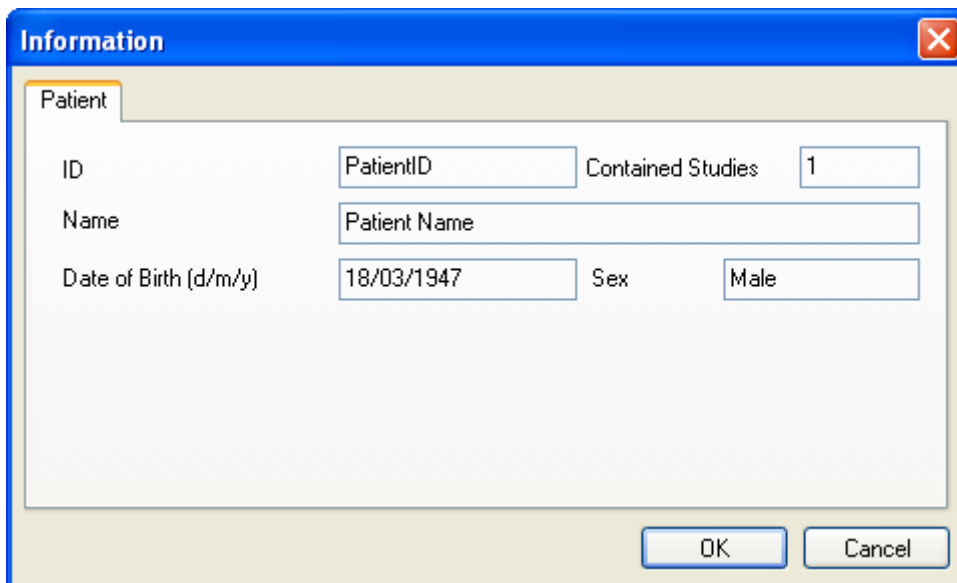 Information
Patient
ID PatientID Contained Studies 1
Name Patient Name
Date of Birth (d/m/y) 18/03/1947 Sex Male
OK Cancel